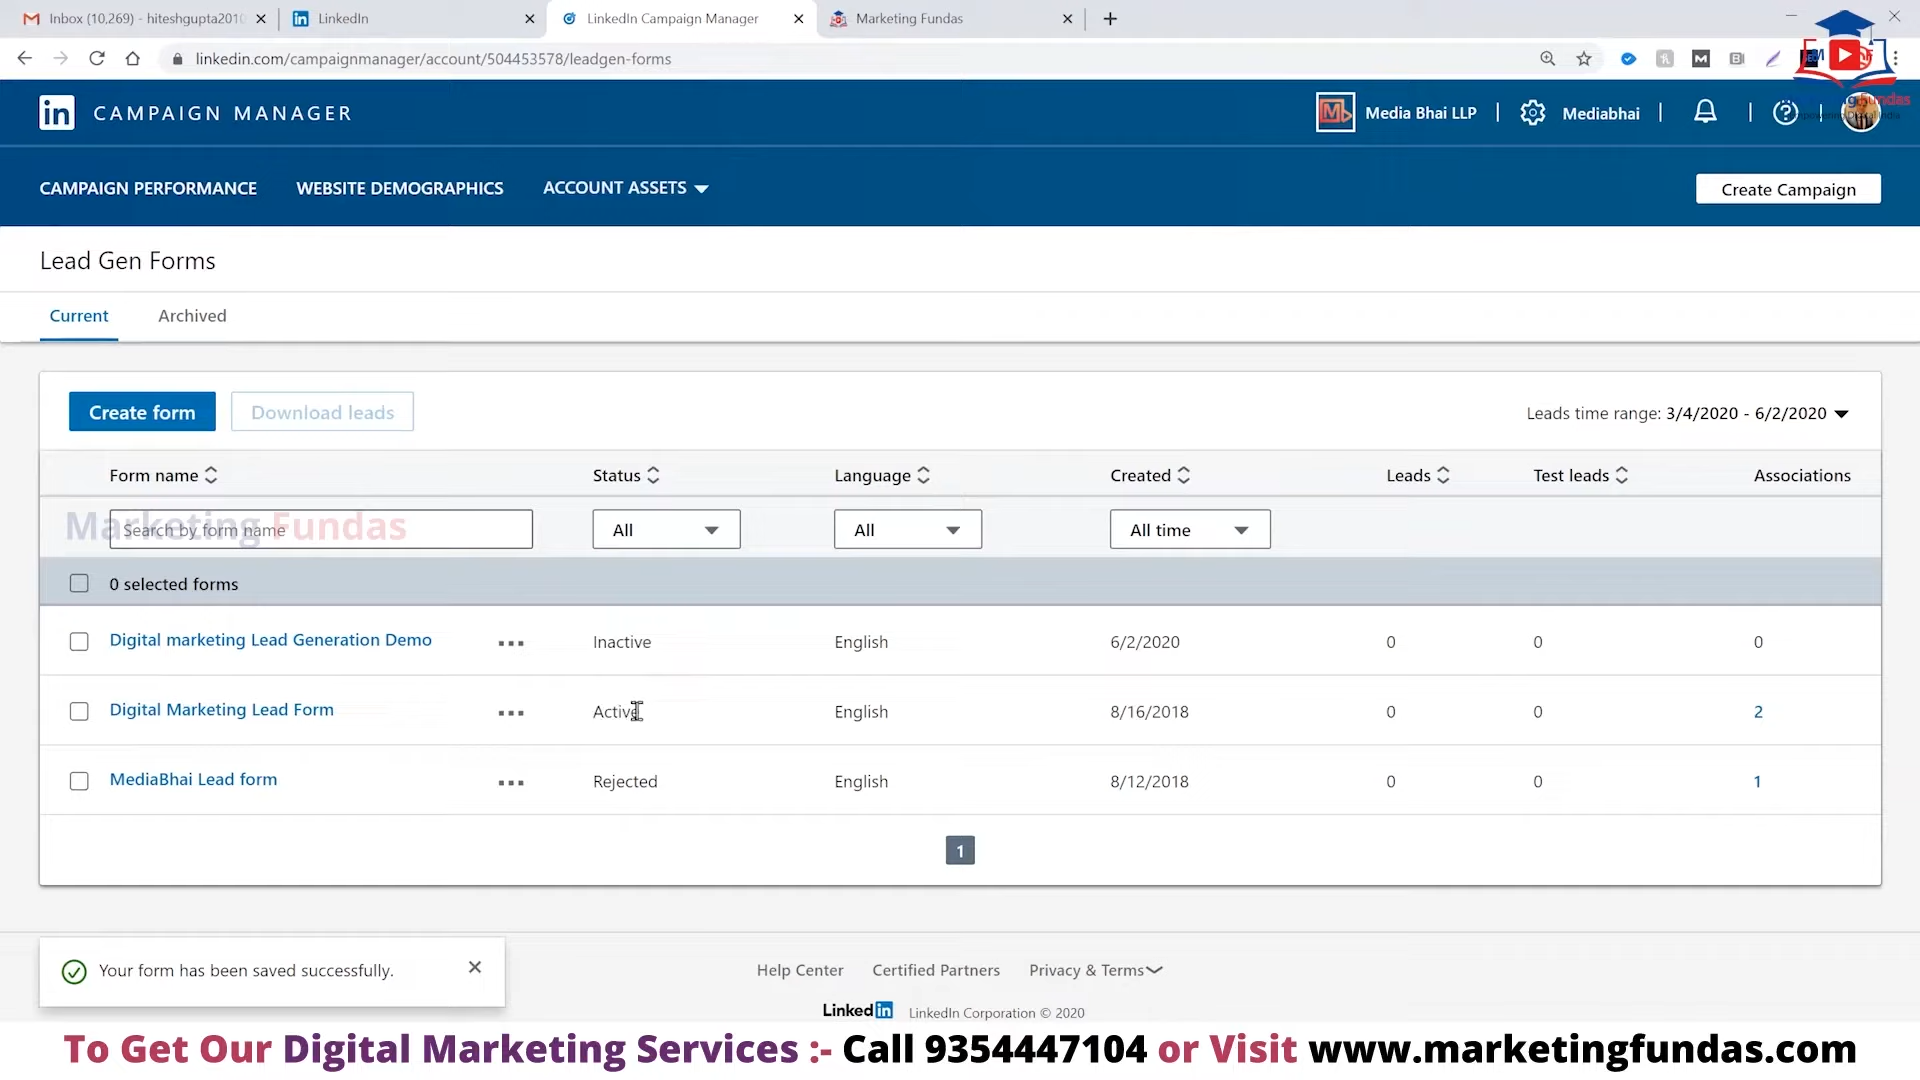 Inbox (10,269) - hiteshgupta201
LinkedIn
LinkedIn Campaign Manager
Marketing Fundas
linkedin.com/campaignmanager/account/504453578/leadgen-forms
in CAMPAIGN MANAGER
Media Bhai LLP
Mediabhai
CAMPAIGN PERFORMANCE
WEBSITE DEMOGRAPHICS
ACCOUNT ASSETS
Create Campaign
Lead Gen Forms
Current
Archived
Create form
Download leads
Leads time range: 3/4/2020 - 6/2/2020
Form name Status Language Created Leads Test leads Associations
Marketing Fundas
Search by form name All All All time
0 selected forms
Digital marketing Lead Generation Demo Inactive English 6/2/2020 0 0 0
Digital Marketing Lead Form Active English 8/16/2018 0 0 2
MediaBhai Lead form Rejected English 8/12/2018 0 0 1
1
Your form has been saved successfully.
Help Center Certified Partners Privacy & Terms
Linked in LinkedIn Corporation © 2020
To Get Our Digital Marketing Services :- Call 9354447104 or Visit www.marketingfundas.com